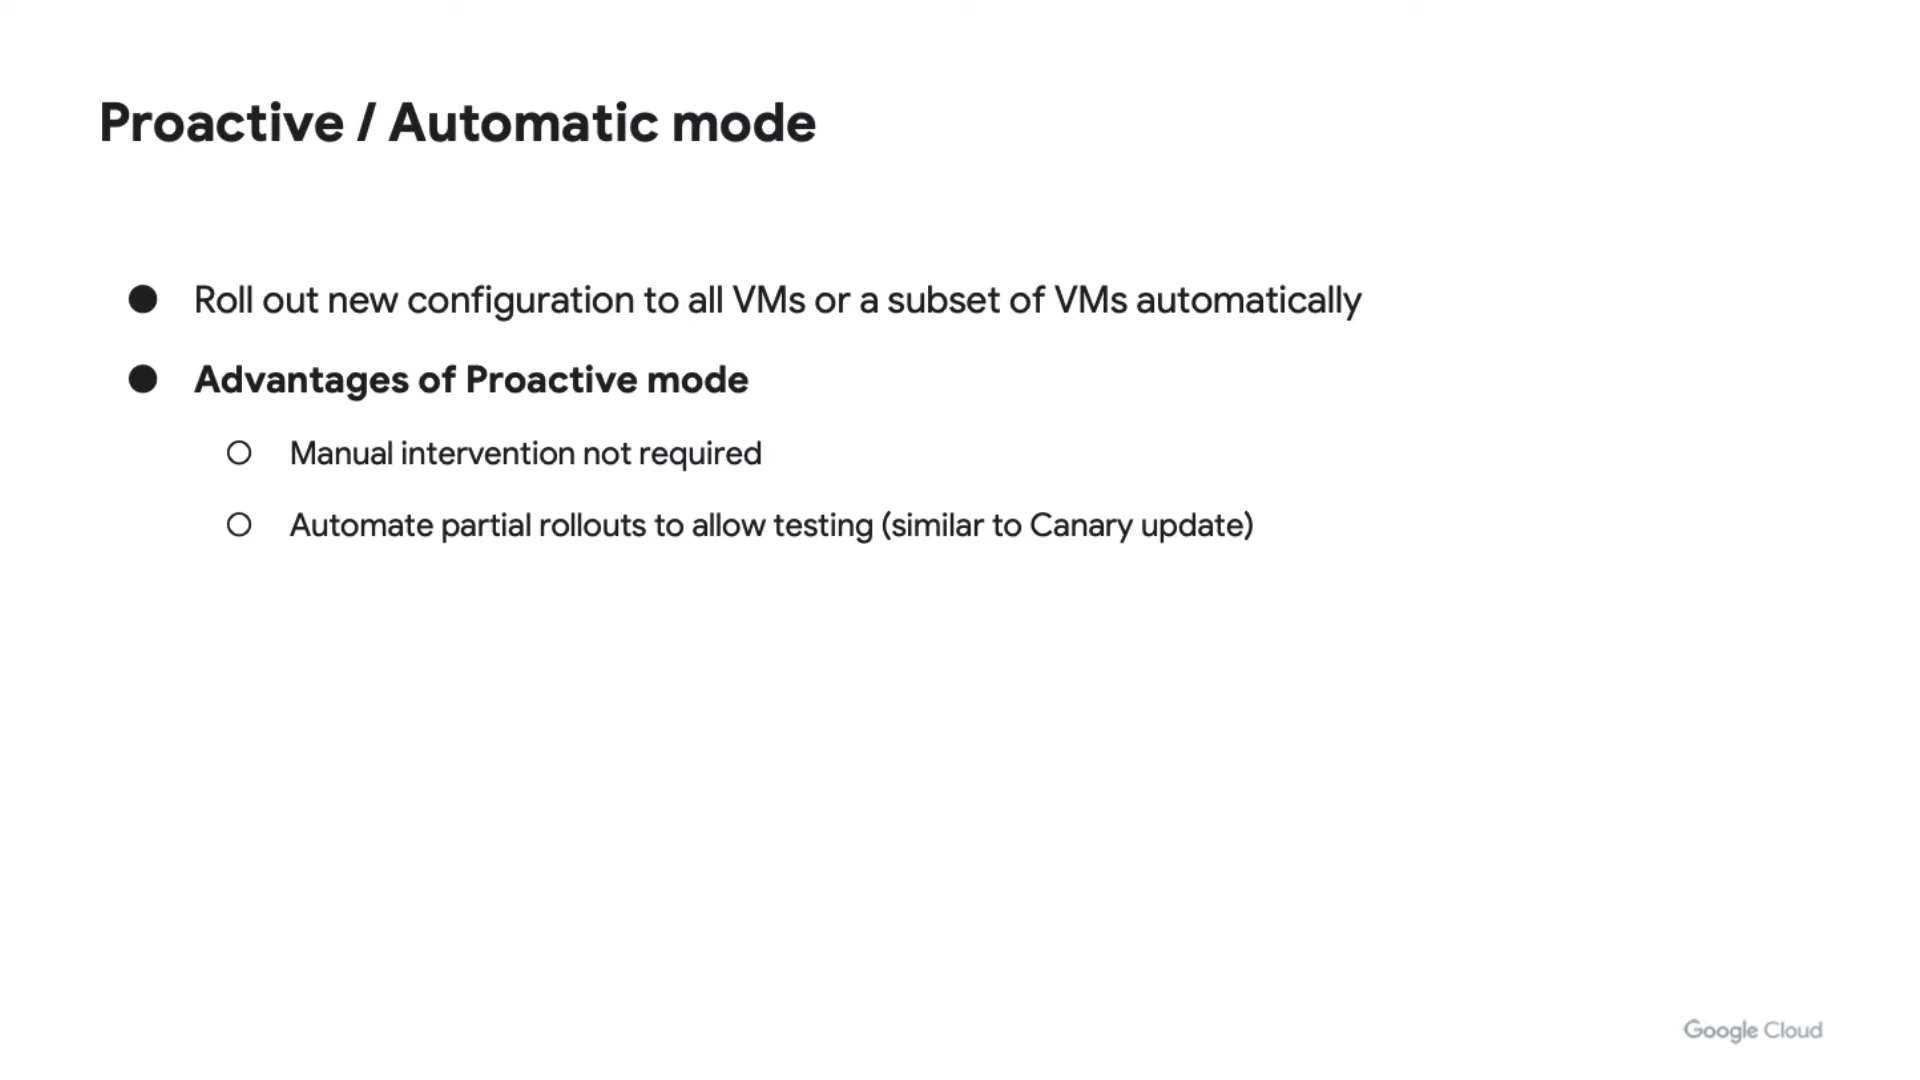 Proactive / Automatic mode
● Roll out new configuration to all VMs or a subset of VMs automatically
● Advantages of Proactive mode
○ Manual intervention not required
○ Automate partial rollouts to allow testing (similar to Canary update)
Google Cloud